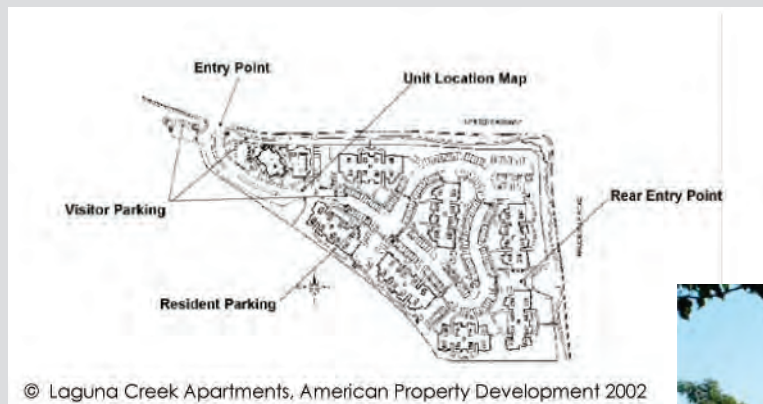 Entry Point
Unit Location Map
Visitor Parking
Rear Entry Point
Resident Parking
© Laguna Creek Apartments, American Property Development 2002